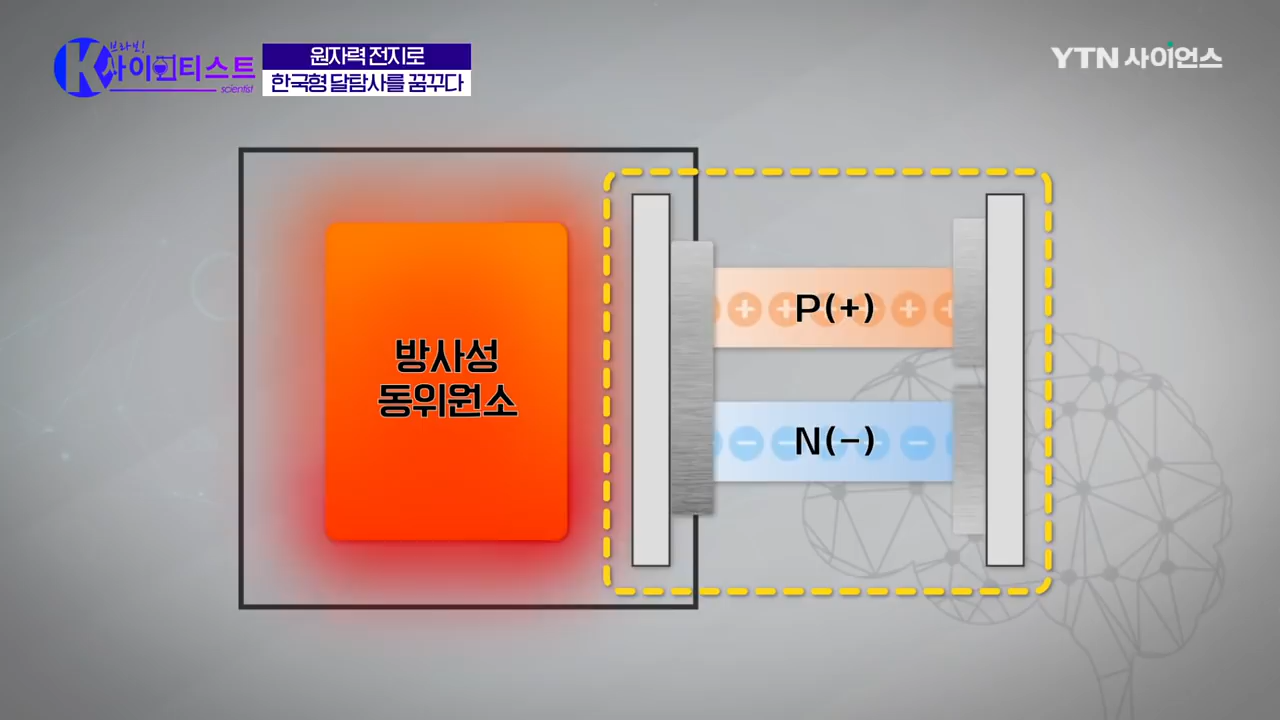 브라보!
K사이언티스트
scientist
원자력 전지로
한국형 달탐사를 꿈꾸다
YTN 사이언스
방사성
동위원소
P(+)
N(-)